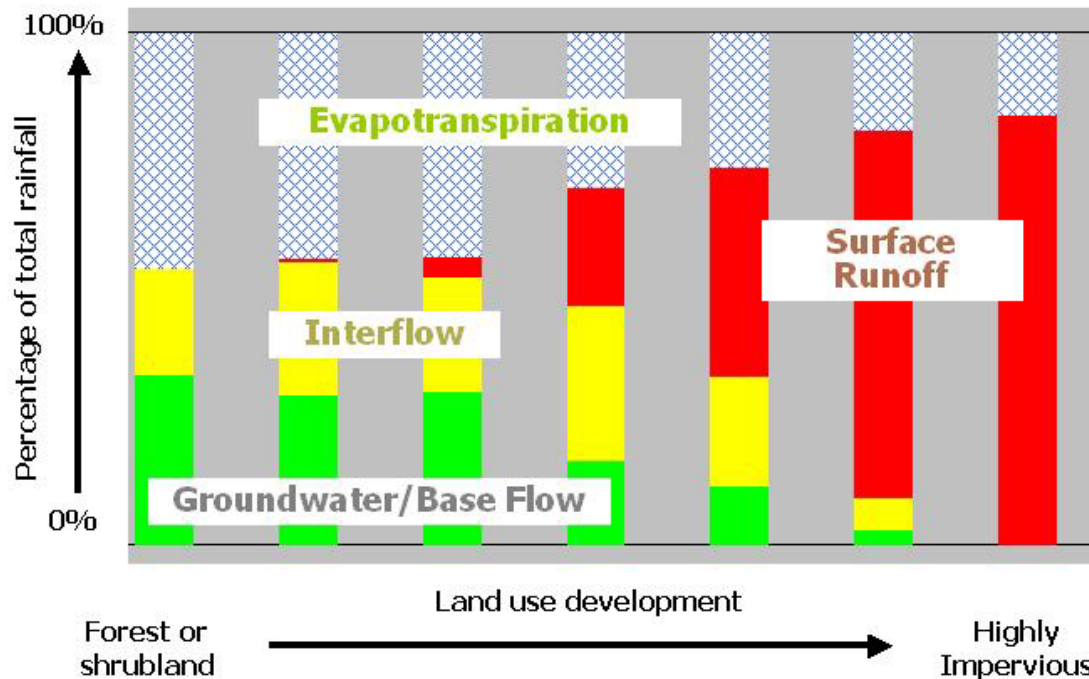 100%
Evapotranspiration
Percentage of total rainfall
Surface
Runoff
Interflow
Groundwater/Base Flow
0%
Land use development
Forest or
shrubland
Highly
Impervious